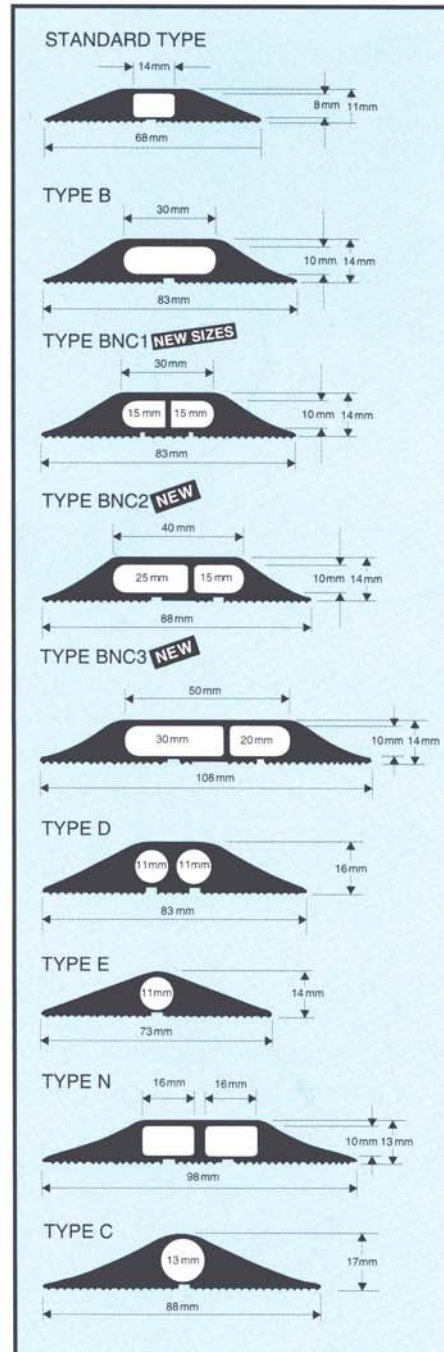 STANDARD TYPE
14mm
8mm 11mm
68mm
TYPE B
30mm
10mm 14mm
83mm
TYPE BNC1 NEW SIZES
30mm
15mm 15mm 10mm 14mm
83mm
TYPE BNC2 NEW
40mm
25mm 15mm 10mm 14mm
88mm
TYPE BNC3 NEW
50mm
30mm 20mm 10mm 14mm
108mm
TYPE D
11mm 11mm 16mm
83mm
TYPE E
11mm 14mm
73mm
TYPE N
16mm 16mm
10mm 13mm
98mm
TYPE C
13mm 17mm
88mm